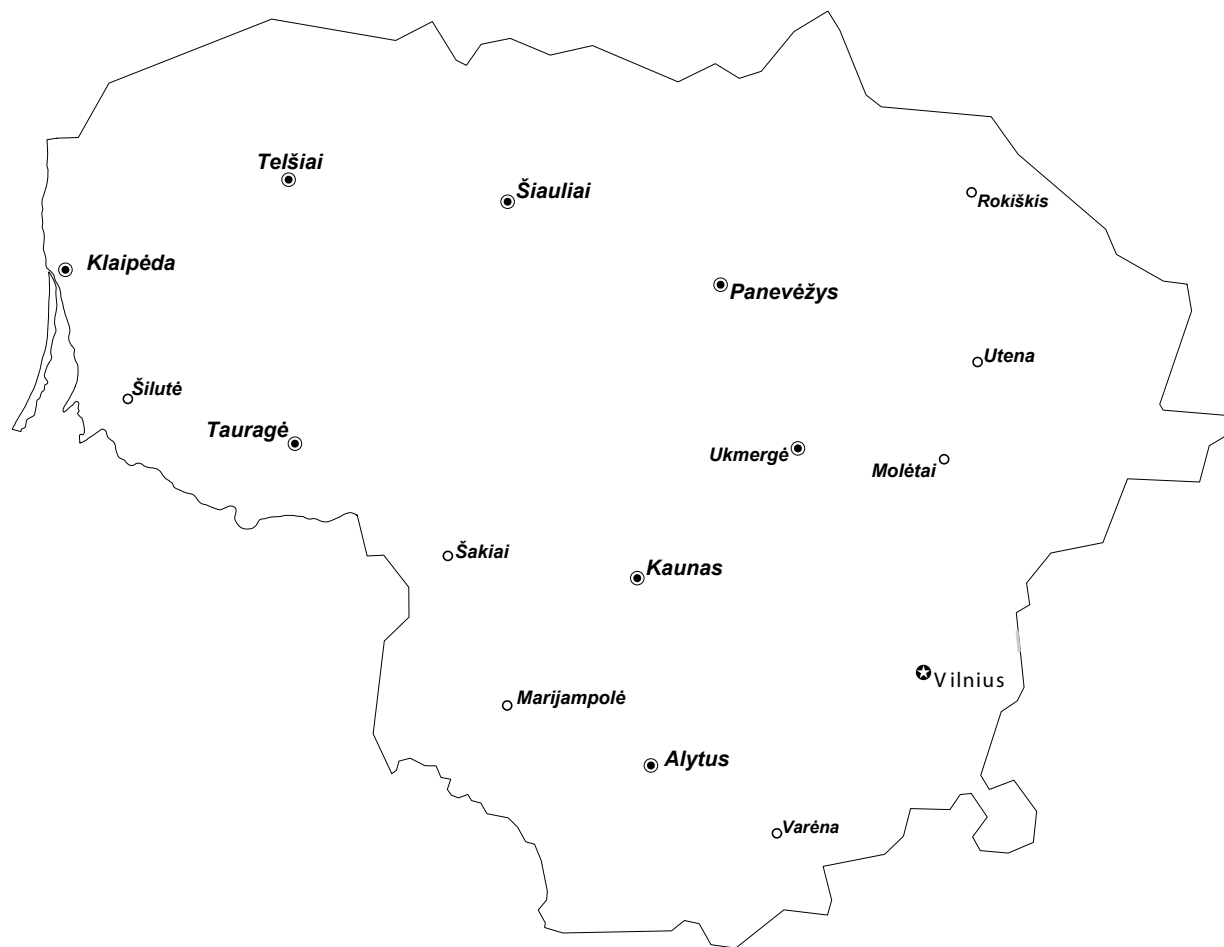 Telšiai
Šiauliai
Rokiškis
Klaipėda
Panevėžys
Utena
Šilutė
Tauragė
Ukmergė
Molėtai
Šakiai
Kaunas
Vilnius
Marijampolė
Alytus
Varėna